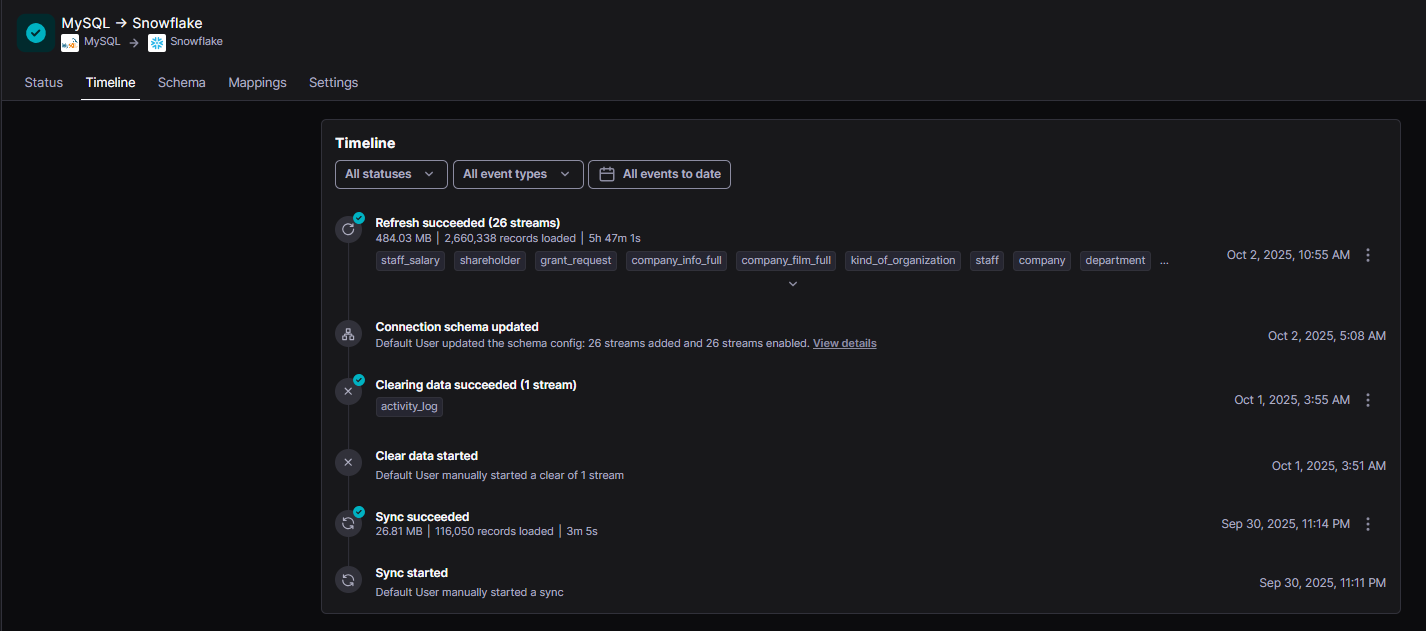 MySQL → Snowflake
MySQL → Snowflake
Status Timeline Schema Mappings Settings
Timeline
All statuses All event types All events to date
Refresh succeeded (26 streams)
484.03 MB | 2,660,338 records loaded | 5h 47m 1s
staff_salary shareholder grant_request company_info_full company_film_full kind_of_organization staff company department ...
Oct 2, 2025, 10:55 AM
Connection schema updated
Default User updated the schema config: 26 streams added and 26 streams enabled. View details
Oct 2, 2025, 5:08 AM
Clearing data succeeded (1 stream)
activity_log
Oct 1, 2025, 3:55 AM
Clear data started
Default User manually started a clear of 1 stream
Oct 1, 2025, 3:51 AM
Sync succeeded
26.81 MB | 116,050 records loaded | 3m 5s
Sep 30, 2025, 11:14 PM
Sync started
Default User manually started a sync
Sep 30, 2025, 11:11 PM